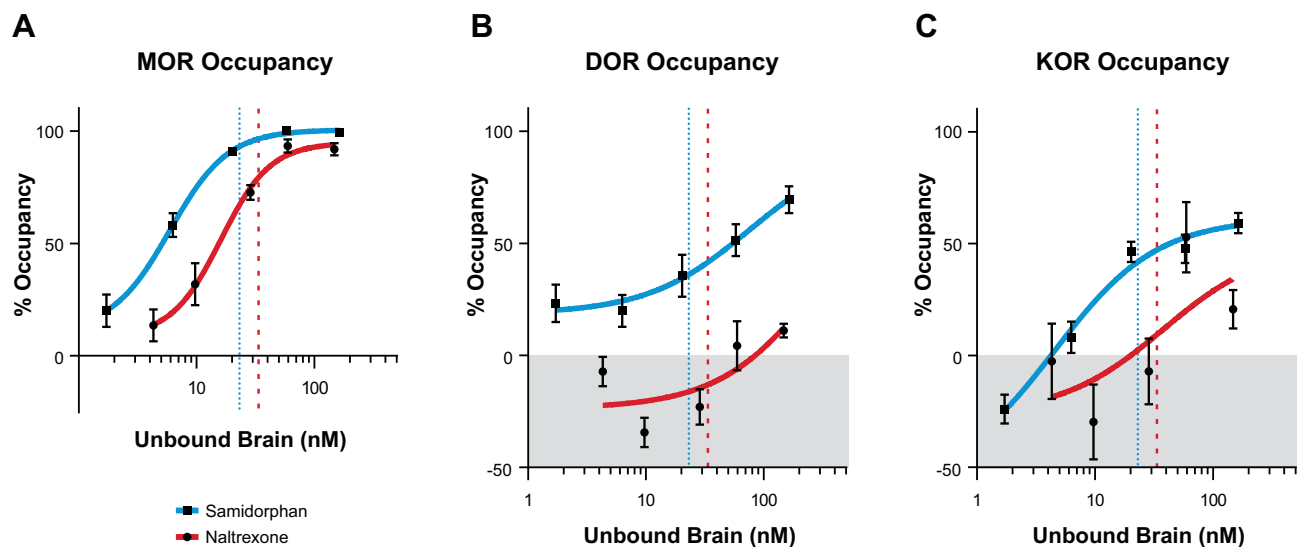 A
MOR Occupancy
% Occupancy
100
50
0
10
100
Unbound Brain (nM)
Samidorphan
Naltrexone
B
DOR Occupancy
% Occupancy
100
50
0
-50
1
10
100
Unbound Brain (nM)
C
KOR Occupancy
% Occupancy
100
50
0
-50
1
10
100
Unbound Brain (nM)